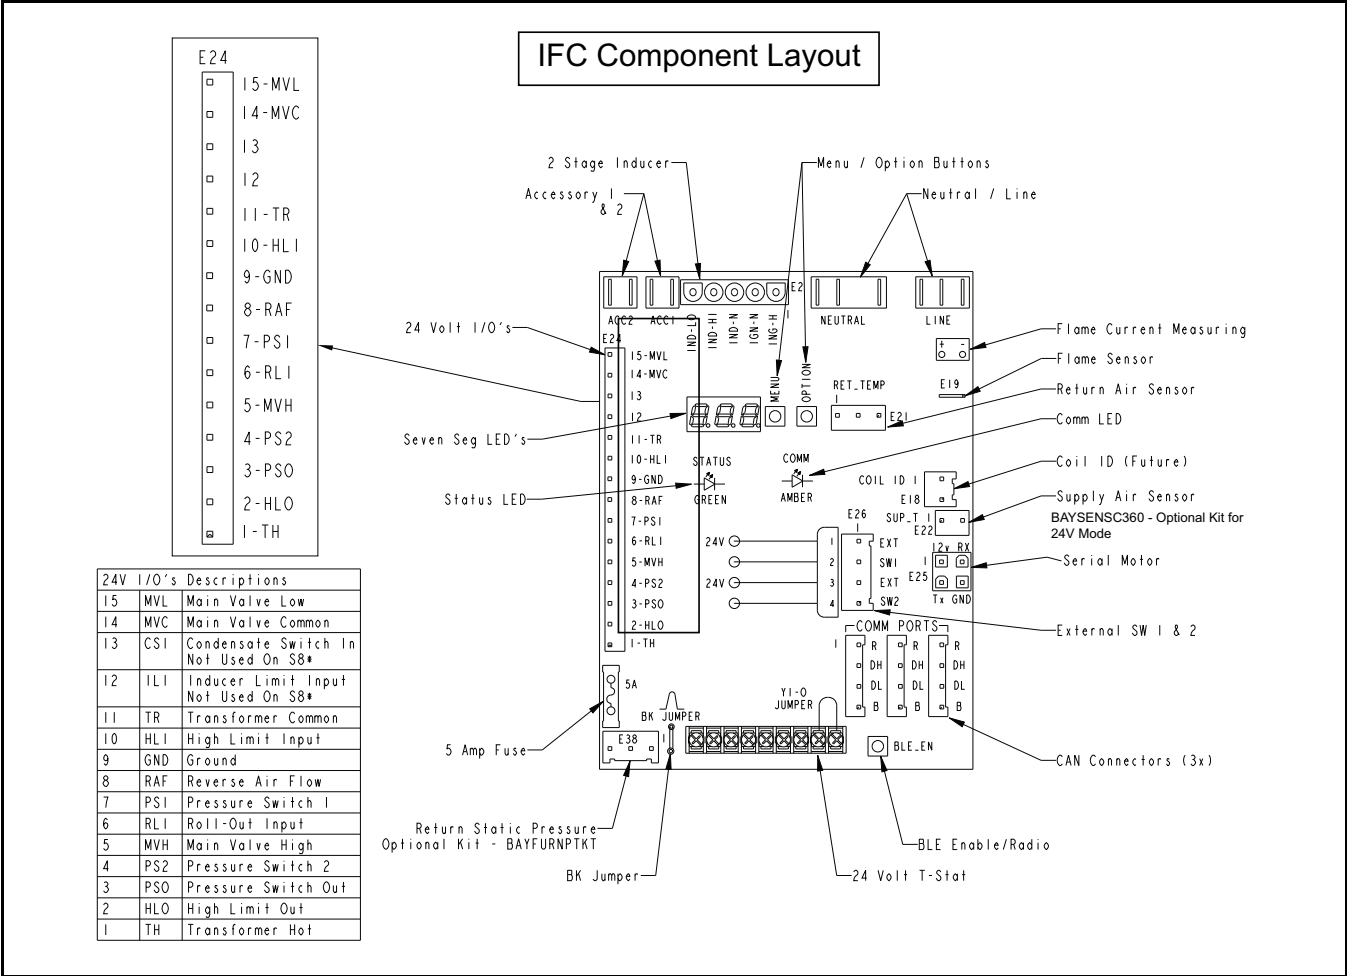 IFC Component Layout
E24
15-MVL
14-MVC
13
12
11-TR
10-HLI
9-GND
8-RAF
7-PSI
6-RLI
5-MVH
4-PS2
3-PSO
2-HLO
1-TH
24V I/O's Descriptions
15 MVL Main Valve Low
14 MVC Main Valve Common
13 CSI Condensate Switch In
Not Used On S8*
12 ILI Inducer Limit Input
Not Used On S8*
11 TR Transformer Common
10 HLI High Limit Input
9 GND Ground
8 RAF Reverse Air Flow
7 PS1 Pressure Switch 1
6 RLI Roll-Out Input
5 MVH Main Valve High
4 PS2 Pressure Switch 2
3 PSO Pressure Switch Out
2 HLO High Limit Out
1 TH Transformer Hot
2 Stage Inducer
Menu / Option Buttons
Accessory 1
& 2
Neutral / Line
24 Volt I/O's
Seven Seg LED's
Status LED
5 Amp Fuse
Return Static Pressure
Optional Kit - BAYFURNPTKT
BK Jumper
24 Volt T-Stat
BLE Enable/Radio
CAN Connectors (3x)
External SW 1 & 2
Serial Motor
BAYSENSC360 - Optional Kit for
24V Mode
Supply Air Sensor
Coil ID (Future)
Comm LED
Return Air Sensor
Flame Sensor
Flame Current Measuring
ACC2
ACC1
IND-LO
IND-HI
IND-N
IGN-N
ING-H
E2
1
NEUTRAL
LINE
+ -
E19
E24
15-MVL
14-MVC
13
12
11-TR
10-HLI
9-GND
8-RAF
7-PSI
6-RLI
5-MVH
4-PS2
3-PSO
2-HLO
1-TH
8.8.8.
MENU
OPTION
RET_TEMP
1
E21
STATUS
GREEN
COMM
AMBER
COIL ID 1
E18
SUP_T 1
E22
12v RX
1
E25
Tx GND
E26
1
24V
24V
1
2
3
4
EXT
SW1
EXT
SW2
COMM PORTS
1
R
DH
DL
B
R
DH
DL
B
R
DH
DL
B
5A
BK JUMPER
E38
1
Y1-O
JUMPER
BLE_EN